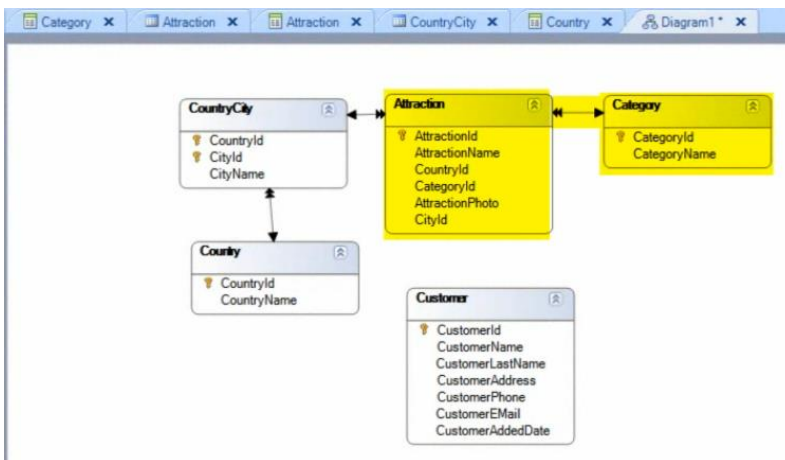 Category Attraction Attraction CountryCity Country Diagram1*
CountryCity
CountryId
CityId
CityName
Attraction
AttractionId
AttractionName
CountryId
CategoryId
AttractionPhoto
CityId
Category
CategoryId
CategoryName
Country
CountryId
CountryName
Customer
CustomerId
CustomerName
CustomerLastName
CustomerAddress
CustomerPhone
CustomerEMail
CustomerAddedDate